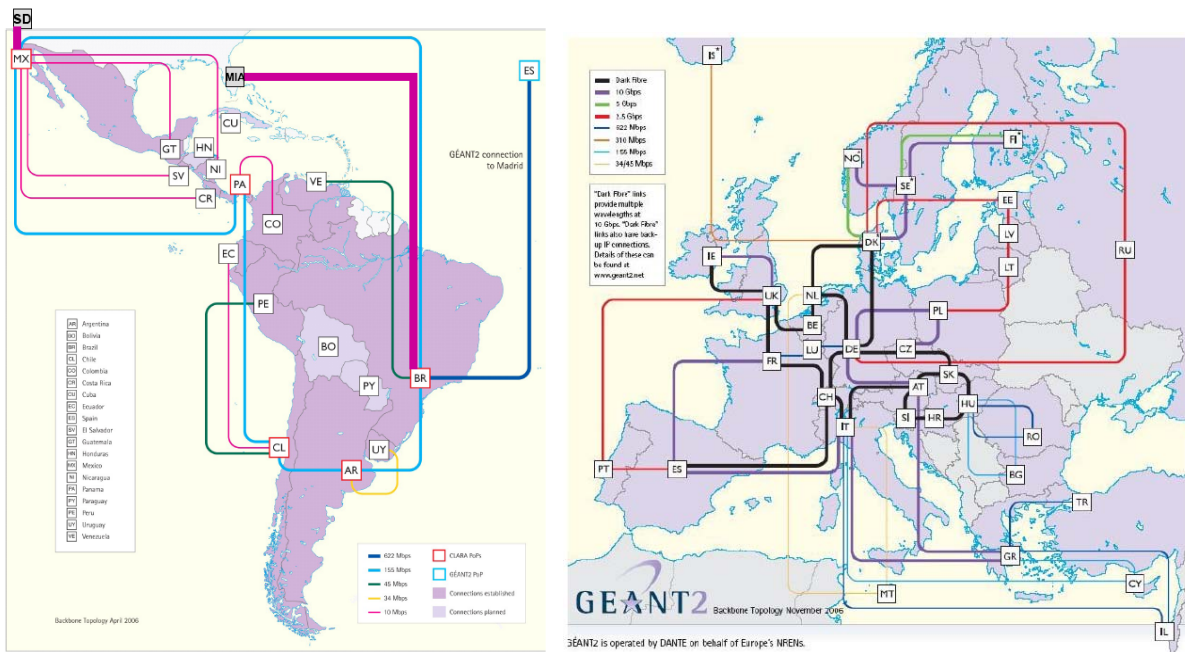 SD
MX
MIA
ES
CU
GT
HN
SV
NI
CR
PA
VE
CO
EC
PE
BO
PY
BR
CL
UY
AR
GÉANT2 connection
to Madrid
AR Argentina
BO Bolivia
BR Brazil
CL Chile
CO Colombia
CR Costa Rica
CU Cuba
EC Ecuador
ES Spain
SV El Salvador
GT Guatemala
HN Honduras
MX Mexico
NI Nicaragua
PA Panama
PY Paraguay
PE Peru
UY Uruguay
VE Venezuela
622 Mbps
155 Mbps
45 Mbps
34 Mbps
10 Mbps
CLARA PoPs
GÉANT2 PoP
Connections established
Connections planned
Backbone Topology April 2006
IS*
Dark Fibre
10 Gbps
5 Gbps
2.5 Gbps
622 Mbps
310 Mbps
155 Mbps
34/45 Mbps
"Dark Fibre" links
provide multiple
wavelengths at
10 Gbps. "Dark Fibre"
links also have back-
up IP connections.
Details of these can
be found at
www.geant2.net
NO*
FI*
SE*
EE
LV
LT
RU
DK
IE
UK
NL
BE
PL
LU
DE
CZ
FR
SK
CH
AT
HU
IT
SI
HR
RO
PT
ES
BG
TR
GR
CY
MT
IL
GEANT2 Backbone Topology November 2006
GÉANT2 is operated by DANTE on behalf of Europe's NRENs.